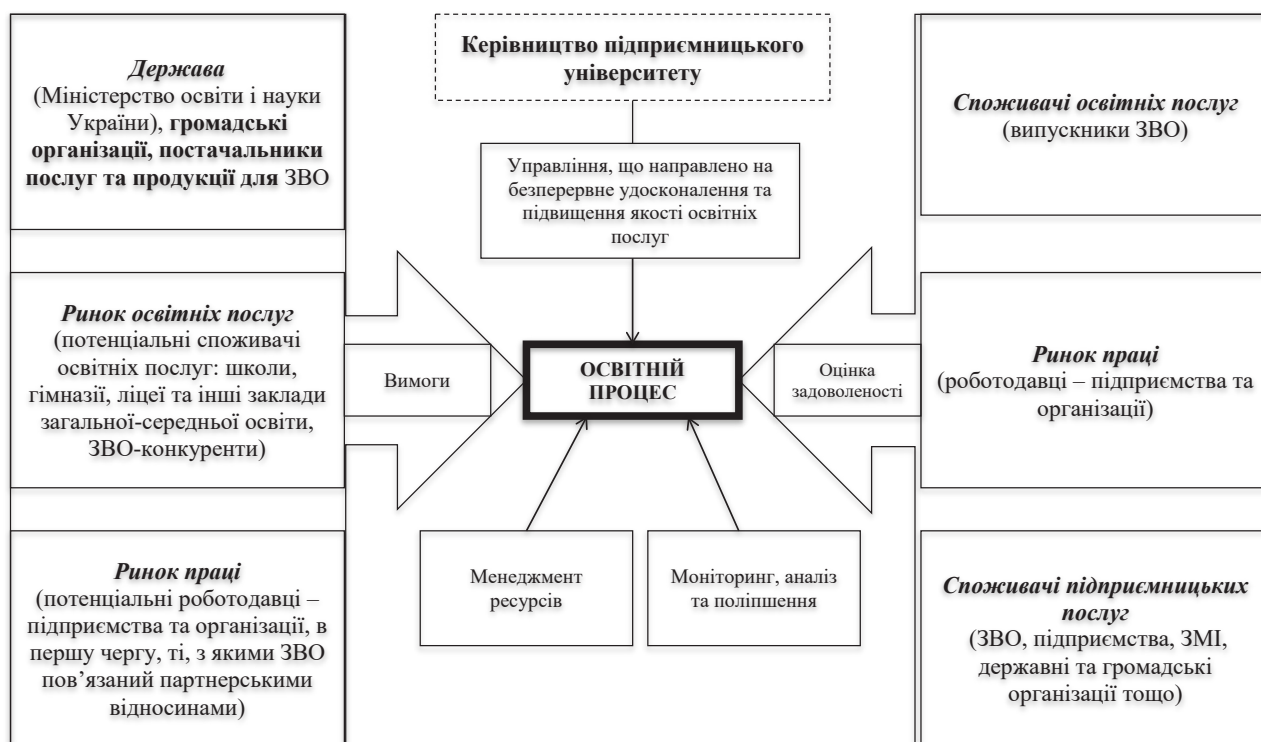 Держава
(Міністерство освіти і науки
України), громадські
організації, постачальники
послуг та продукції для ЗВО
Ринок освітніх послуг
(потенціальні споживачі
освітніх послуг: школи,
гімназії, ліцеї та інші заклади
загальної-середньої освіти,
ЗВО-конкуренти)
Ринок праці
(потенціальні роботодавці –
підприємства та організації, в
першу чергу, ті, з якими ЗВО
пов’язаний партнерськими
відносинами)
Вимоги
Керівництво підприємницького
університету
Управління, що направлено на
безперервне удосконалення та
підвищення якості освітніх
послуг
ОСВІТНІЙ
ПРОЦЕС
Менеджмент
ресурсів
Моніторинг, аналіз
та поліпшення
Оцінка
задоволеності
Споживачі освітніх послуг
(випускники ЗВО)
Ринок праці
(роботодавці – підприємства та
організації)
Споживачі підприємницьких
послуг
(ЗВО, підприємства, ЗМІ,
державні та громадські
організації тощо)